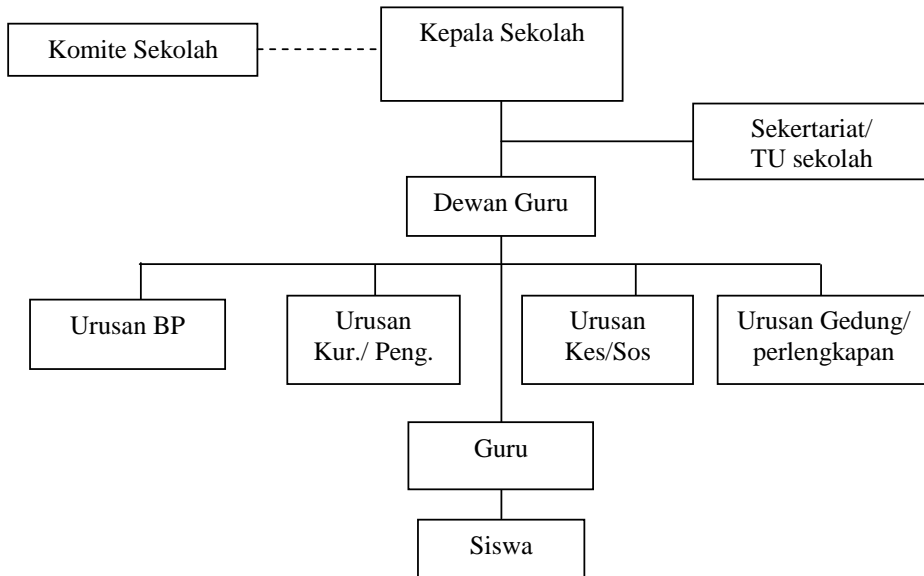 Kepala Sekolah
Komite Sekolah
Sekertariat/
TU sekolah
Dewan Guru
Urusan BP
Urusan
Kur./ Peng.
Urusan
Kes/Sos
Urusan Gedung/
perlengkapan
Guru
Siswa